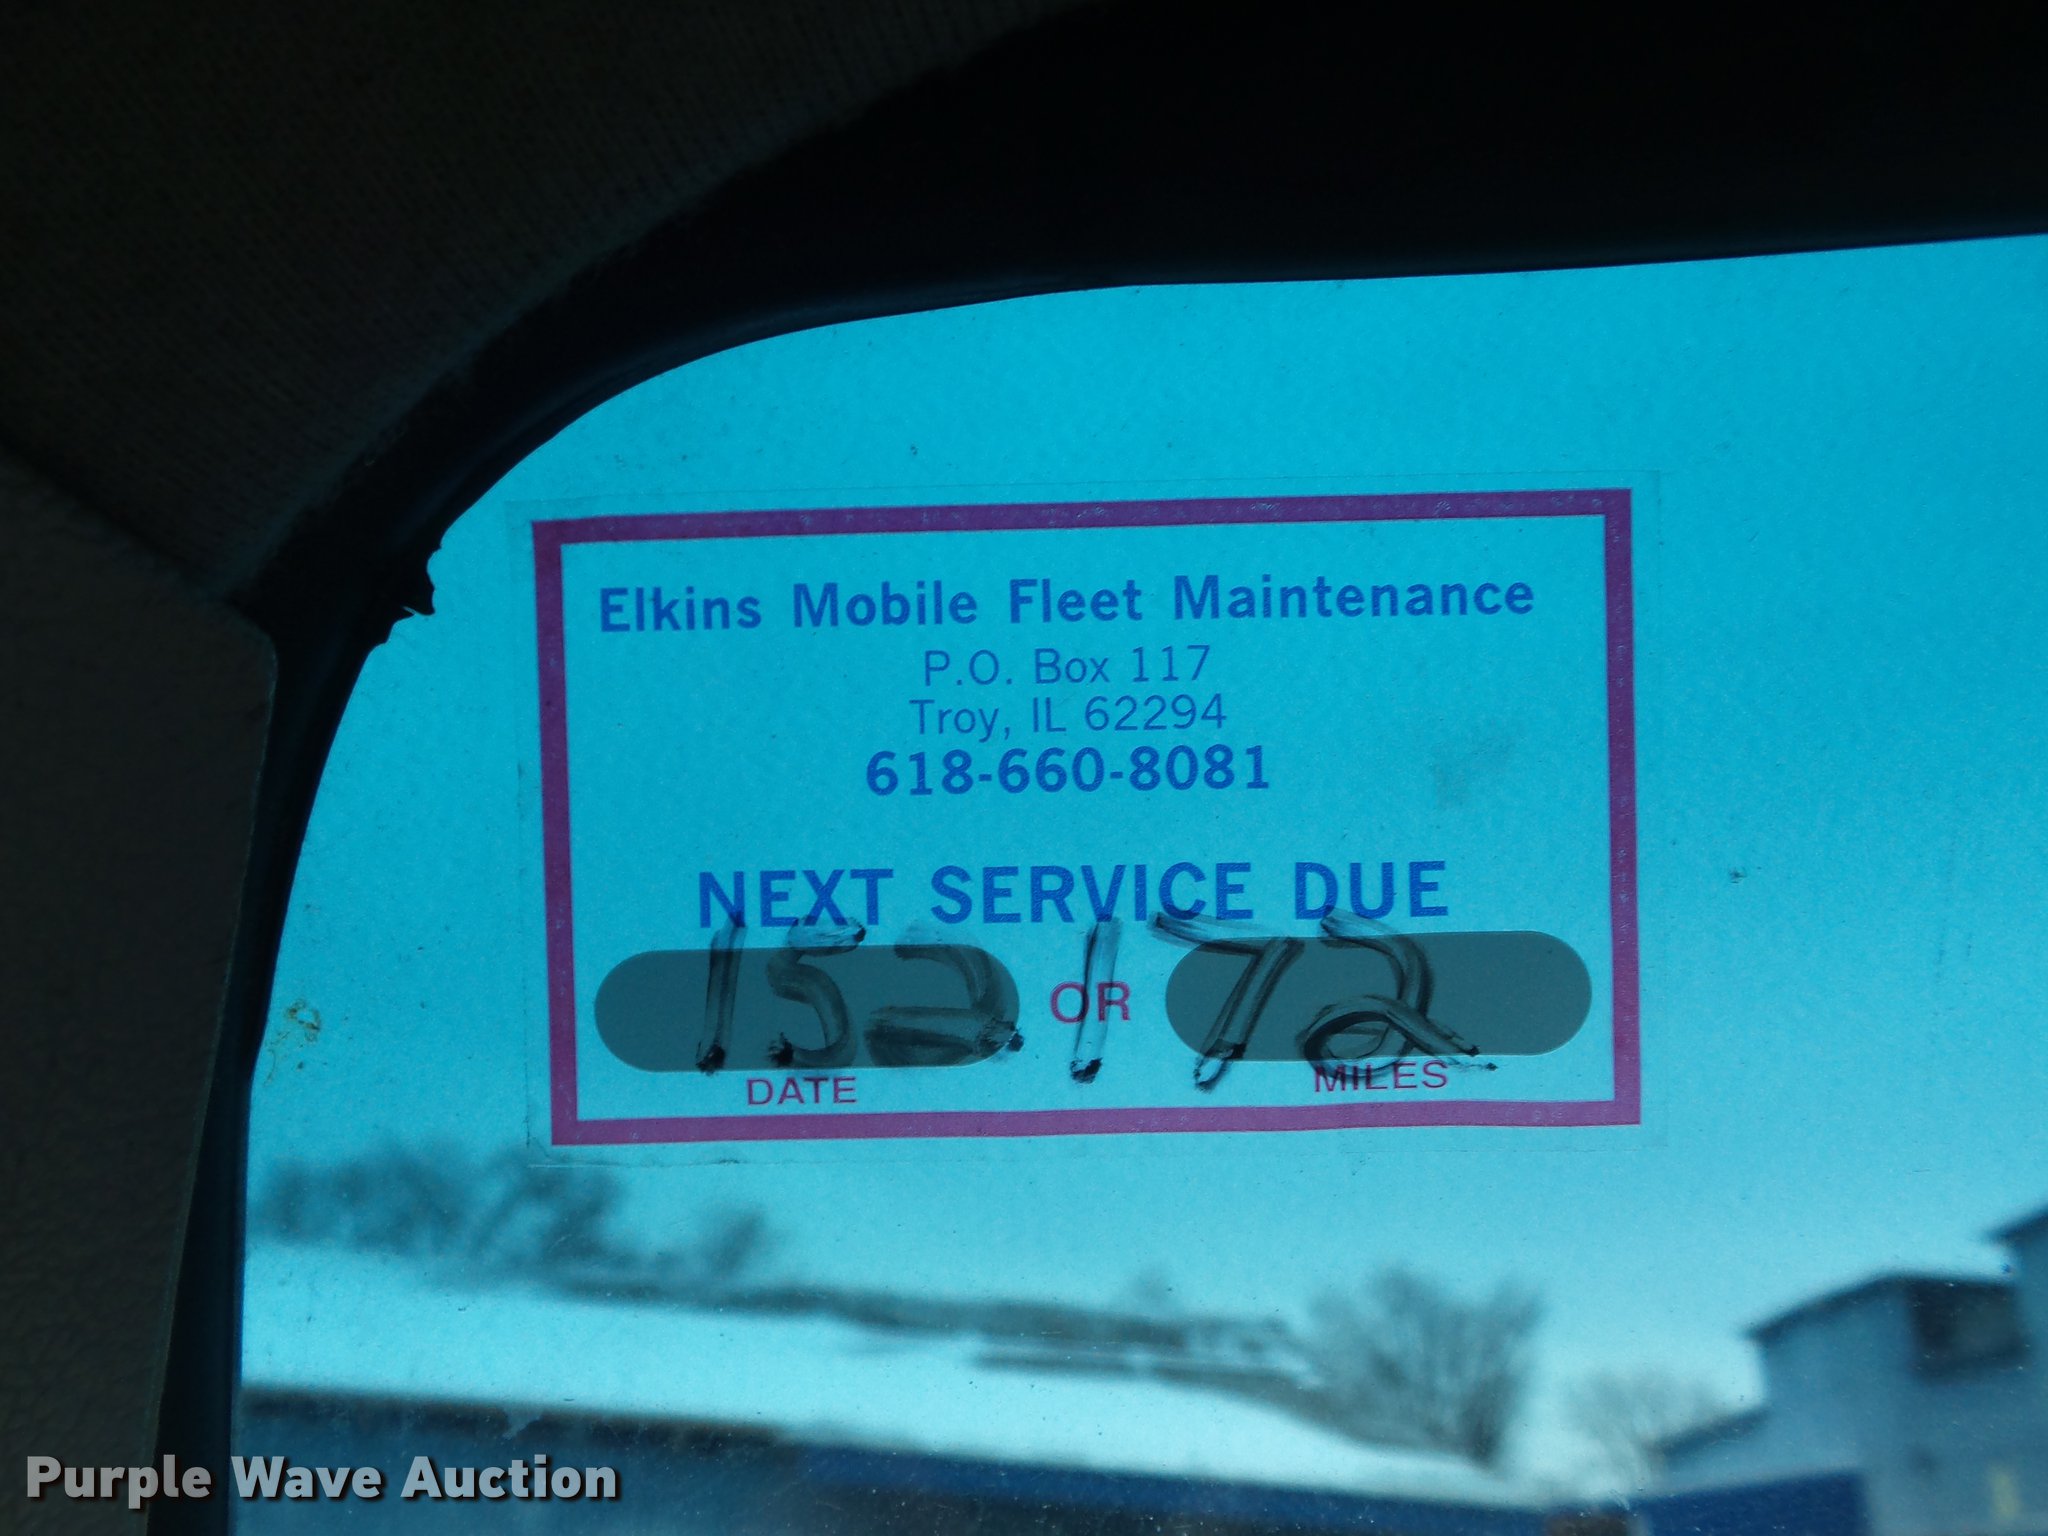 Elkins Mobile Fleet Maintenance
P.O. Box 117
Troy, IL 62294
618-660-8081
NEXT SERVICE DUE
152172
OR
DATE MILES
Purple Wave Auction